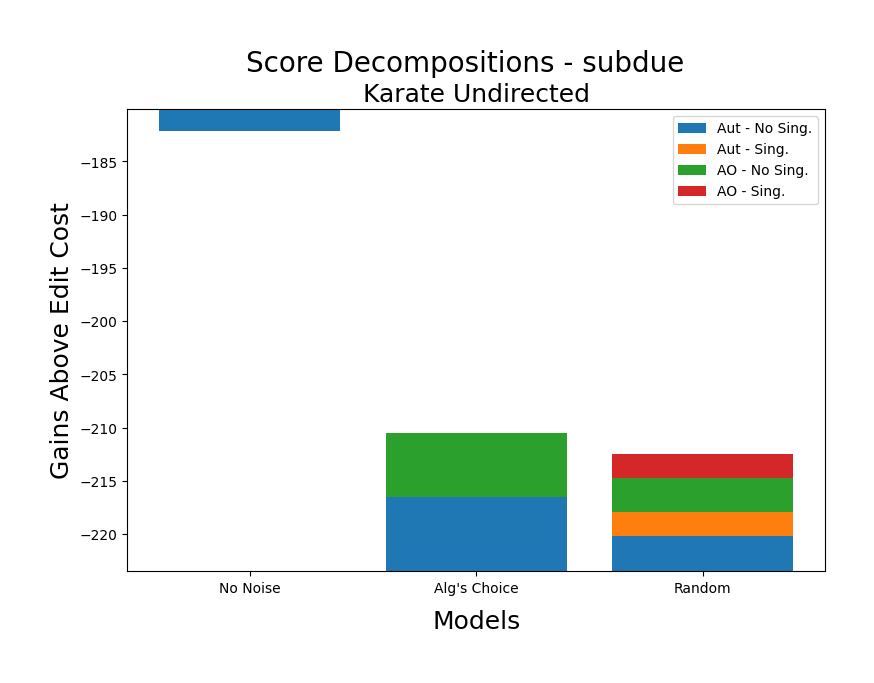 Score Decompositions - subdue
Karate Undirected
Aut - No Sing.
Aut - Sing.
AO - No Sing.
AO - Sing.
Gains Above Edit Cost
−185
−190
−195
−200
−205
−210
−215
−220
No Noise
Alg's Choice
Random
Models